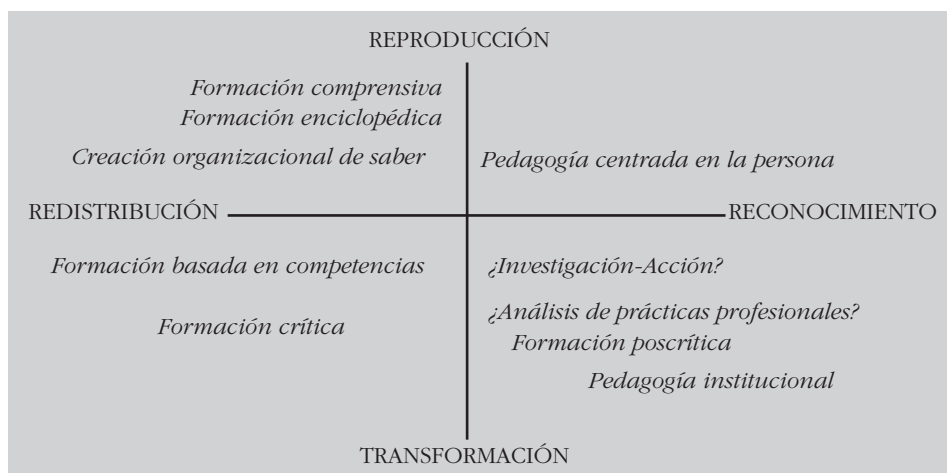 REPRODUCCIÓN
Formación comprensiva
Formación enciclopédica
Creación organizacional de saber
Pedagogía centrada en la persona
REDISTRIBUCIÓN
RECONOCIMIENTO
Formación basada en competencias
¿Investigación-Acción?
Formación crítica
¿Análisis de prácticas profesionales?
Formación poscrítica
Pedagogía institucional
TRANSFORMACIÓN